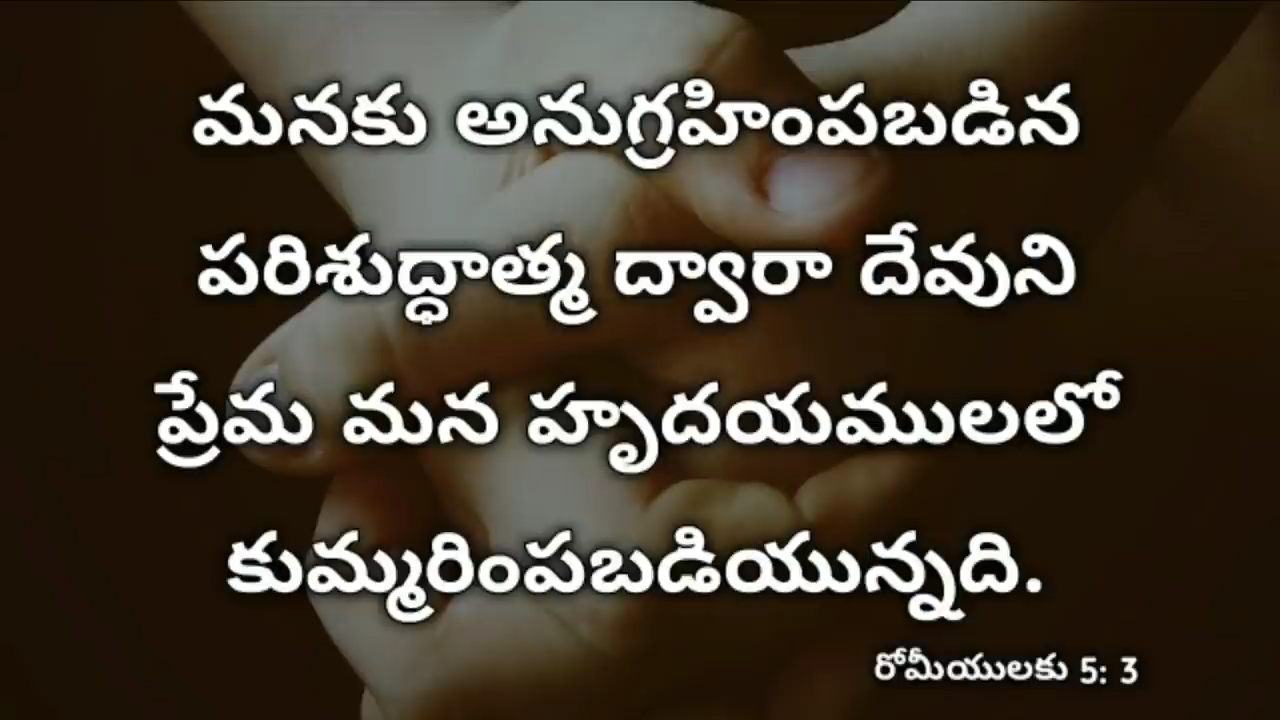 మనకు అనుగ్రహింపబడిన
పరిశుద్ధాత్మ ద్వారా దేవుని
ప్రేమ మన హృదయములలో
కుమ్మరింపబడియున్నది.
రోమీయులకు 5: 3